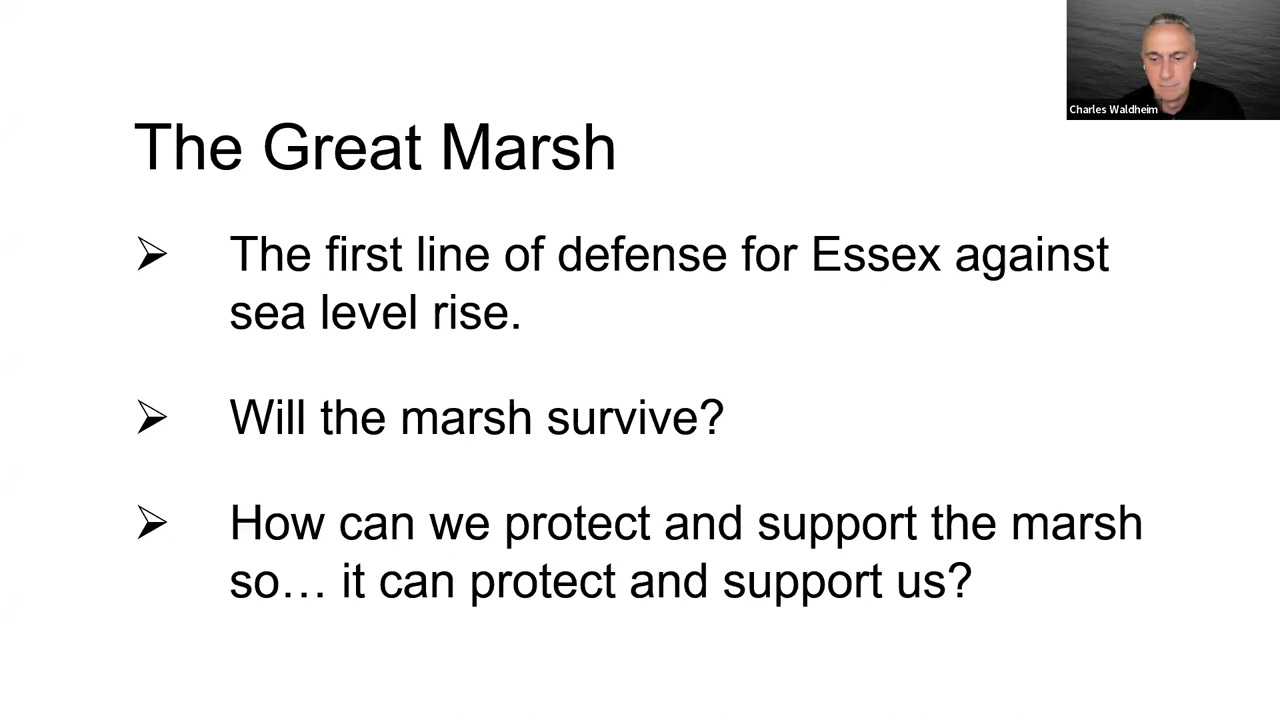 Charles Waldheim
The Great Marsh
➢ The first line of defense for Essex against
sea level rise.
➢ Will the marsh survive?
➢ How can we protect and support the marsh
so… it can protect and support us?